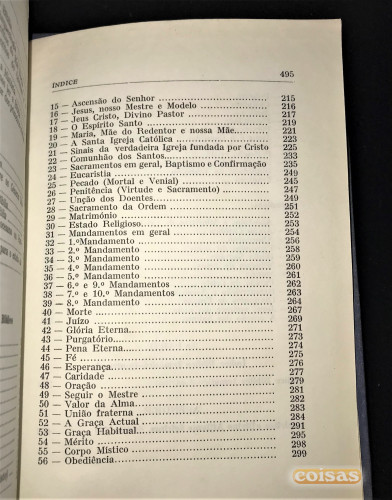 ÍNDICE 495
15 — Ascensão do Senhor 215
16 — Jesus, nosso Mestre e Modelo 216
17 — Jeus Cristo, Divino Pastor 217
18 — O Espírito Santo 219
19 — Maria, Mãe do Redentor e nossa Mãe 221
20 — A Santa Igreja Católica 223
21 — Sinais da verdadeira Igreja fundada por Cristo 225
22 — Comunhão dos Santos 233
23 — Sacramentos em geral, Baptismo e Confirmação 235
24 — Eucaristia 249
25 — Pecado (Mortal e Venial) 245
26 — Penitência (Virtude e Sacramento) 247
27 — Unção dos Doentes 249
28 — Sacramento da Ordem 251
29 — Matrimónio 252
30 — Estado Religioso 253
31 — Mandamentos em geral 254
32 — 1.º Mandamento 256
33 — 2.º Mandamento 258
34 — 3.º Mandamento 259
35 — 4.º Mandamento 260
36 — 5.º Mandamento 261
37 — 6.º e 9.º Mandamentos 262
38 — 7.º e 10.º Mandamentos 263
39 — 8.º Mandamento 264
40 — Morte 267
41 — Juízo 269
42 — Glória Eterna 271
43 — Purgatório 273
44 — Pena Eterna 274
45 — Fé 275
46 — Esperança 276
47 — Caridade 277
48 — Oração 279
49 — Seguir o Mestre 281
50 — Valor da Alma 282
51 — União fraterna 283
52 — A Graça Actual 284
53 — Graça Habitual 291
54 — Mérito 295
55 — Corpo Místico 298
56 — Obediência 299
coisas